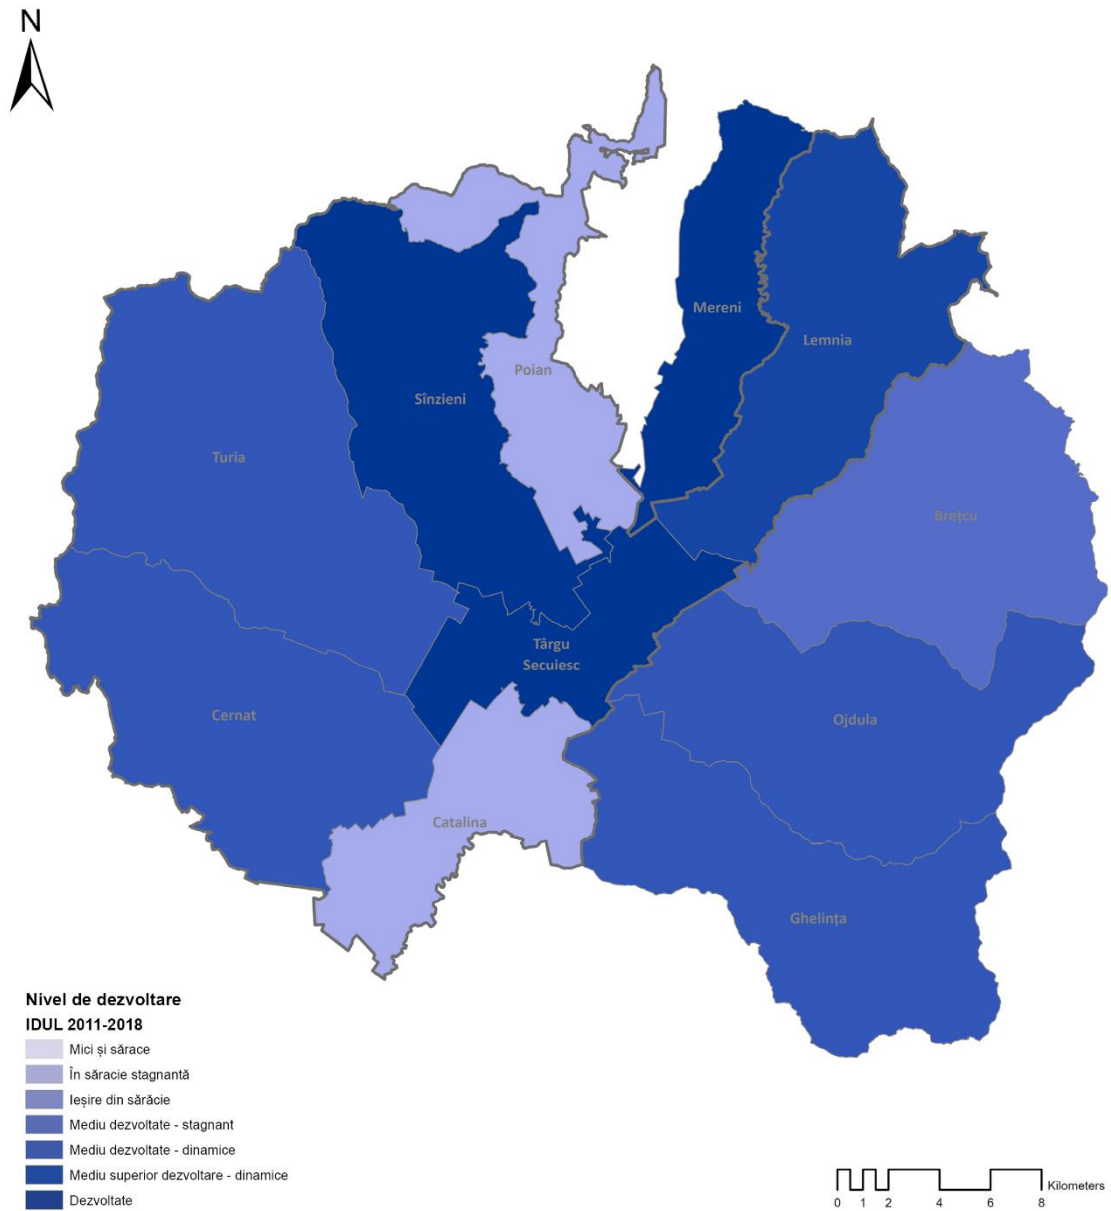 N
Mereni
Lemnia
Poian
Sînzieni
Turia
Brețcu
Târgu
Secuiesc
Cernat
Ojdula
Catalina
Ghelința
Nivel de dezvoltare
IDUL 2011-2018
Mici și sărace
În săracie stagnantă
Ieșire din sărăcie
Mediu dezvoltate - stagnant
Mediu dezvoltate - dinamice
Mediu superior dezvoltare - dinamice
Dezvoltate
Kilometers
0 1 2 4 6 8